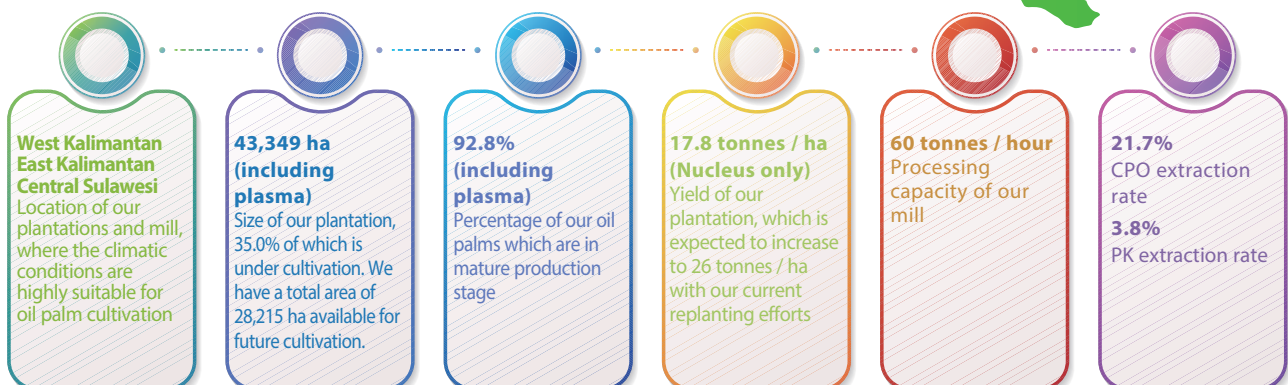 West Kalimantan
East Kalimantan
Central Sulawesi
Location of our
plantations and mill,
where the climatic
conditions are
highly suitable for
oil palm cultivation
43,349 ha
(including
plasma)
Size of our plantation,
35.0% of which is
under cultivation. We
have a total area of
28,215 ha available for
future cultivation.
92.8%
(including
plasma)
Percentage of our oil
palms which are in
mature production
stage
17.8 tonnes / ha
(Nucleus only)
Yield of our
plantation, which is
expected to increase
to 26 tonnes / ha
with our current
replanting efforts
60 tonnes / hour
Processing
capacity of our
mill
21.7%
CPO extraction
rate
3.8%
PK extraction rate